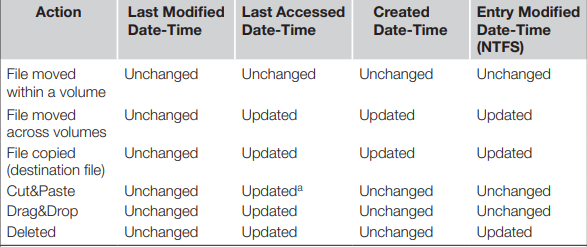 Action Last Modified Date-Time Last Accessed Date-Time Created Date-Time Entry Modified Date-Time (NTFS)
File moved within a volume Unchanged Unchanged Unchanged Unchanged
File moved across volumes Unchanged Updated Updated Updated
File copied (destination file) Unchanged Updated Updated Updated
Cut&Paste Unchanged Updatedᵃ Unchanged Unchanged
Drag&Drop Unchanged Updated Unchanged Unchanged
Deleted Unchanged Updated Unchanged Updated